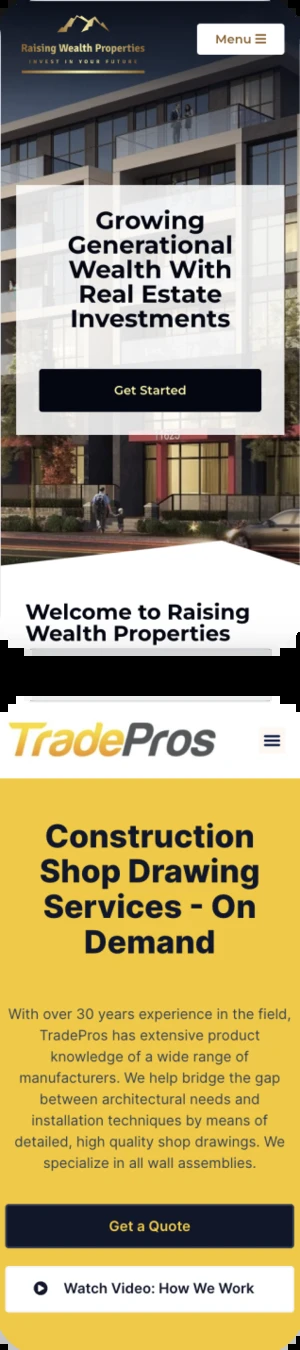 Raising Wealth Properties
INVEST IN YOUR FUTURE
Menu
Growing
Generational
Wealth With
Real Estate
Investments
Get Started
11025
Welcome to Raising
Wealth Properties
TradePros
Construction
Shop Drawing
Services - On
Demand
With over 30 years experience in the field,
TradePros has extensive product
knowledge of a wide range of
manufacturers. We help bridge the gap
between architectural needs and
installation techniques by means of
detailed, high quality shop drawings. We
specialize in all wall assemblies.
Get a Quote
Watch Video: How We Work